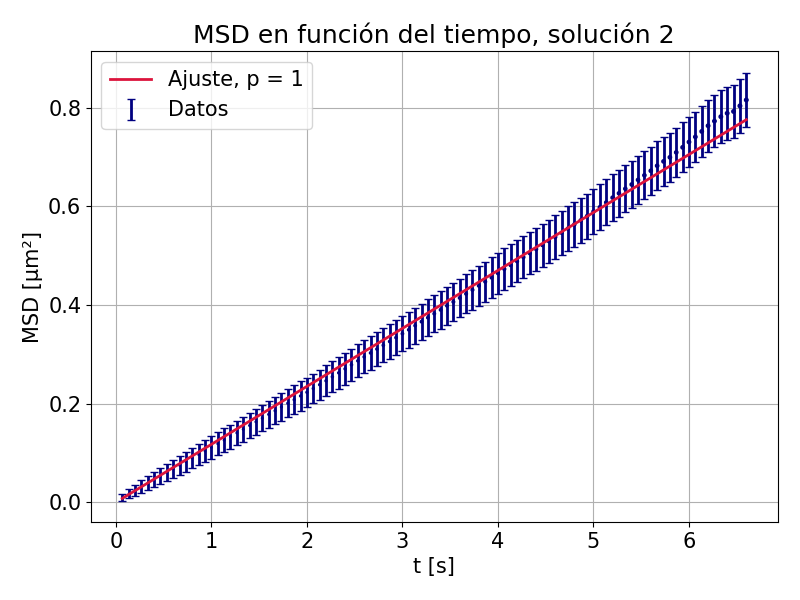 MSD en función del tiempo, solución 2
Ajuste, p = 1
Datos
MSD [μm²]
0.8
0.6
0.4
0.2
0.0
0 1 2 3 4 5 6
t [s]